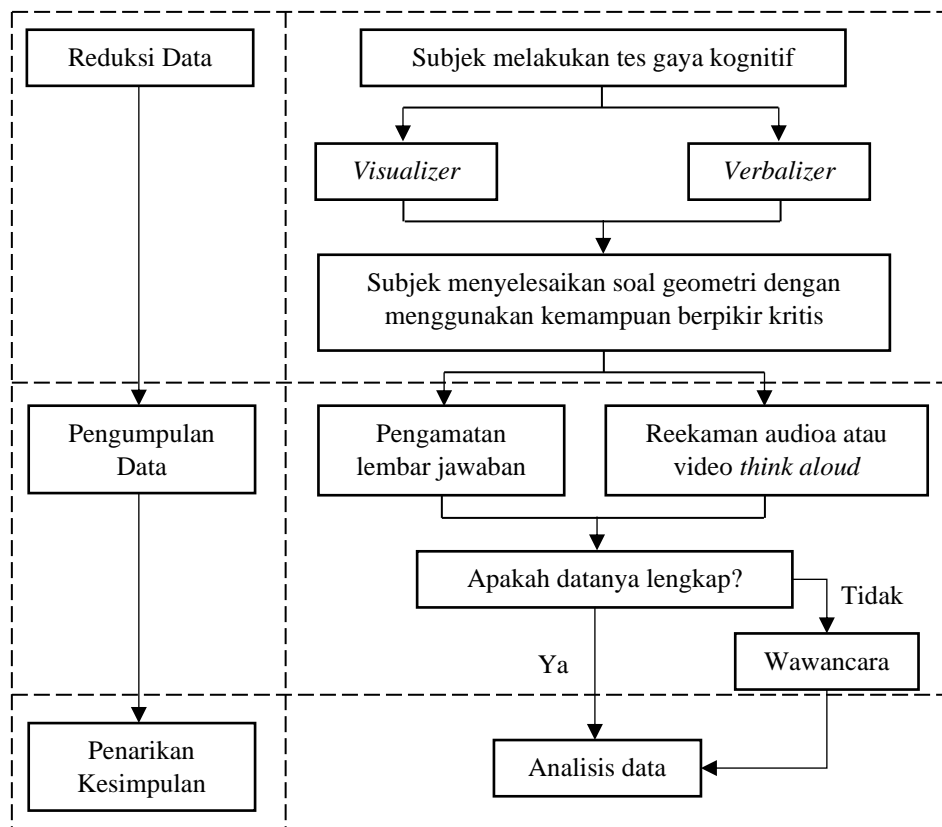 Reduksi Data
Subjek melakukan tes gaya kognitif
Visualizer
Verbalizer
Subjek menyelesaikan soal geometri dengan
menggunakan kemampuan berpikir kritis
Pengumpulan
Data
Pengamatan
lembar jawaban
Reekaman audioa atau
video think aloud
Apakah datanya lengkap?
Tidak
Ya
Wawancara
Penarikan
Kesimpulan
Analisis data